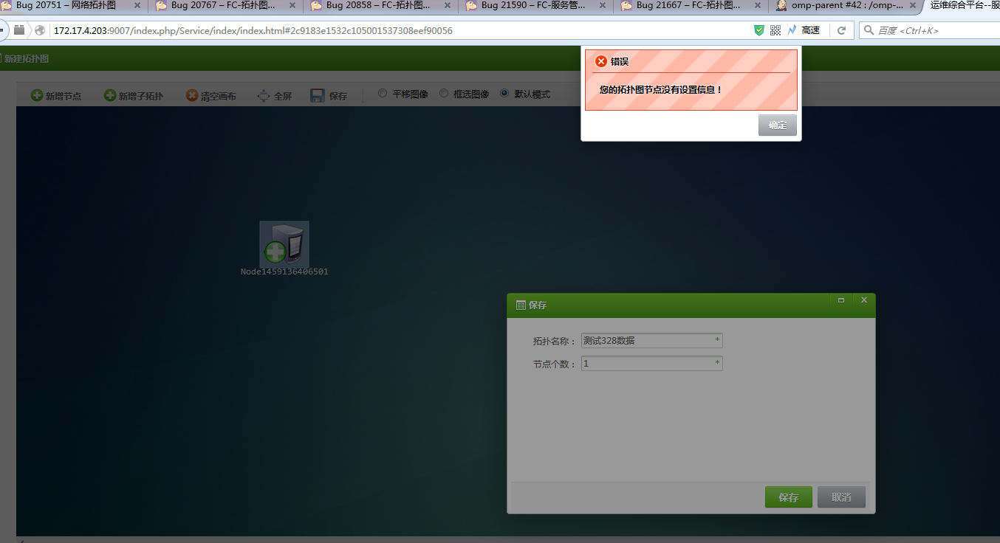 Bug 20751 – 网络拓扑图
Bug 20767 – FC-拓扑图...
Bug 20858 – FC-拓扑图...
Bug 21590 – FC-服务管...
Bug 21667 – FC-拓扑图...
omp-parent #42 : /omp-...
运维综合平台--服
172.17.4.203:9007/index.php/Service/index/index.html#2c9183e1532c105001537308eef90056
高速
百度 <Ctrl+K>
新建拓扑图
错误
您的拓扑图节点没有设置信息！
确定
新增节点 新增子拓扑 清空画布 全屏 保存 平移图像 框选图像 默认模式
Node1459136406501
保存
拓扑名称： 测试328数据 *
节点个数： 1 *
保存 取消